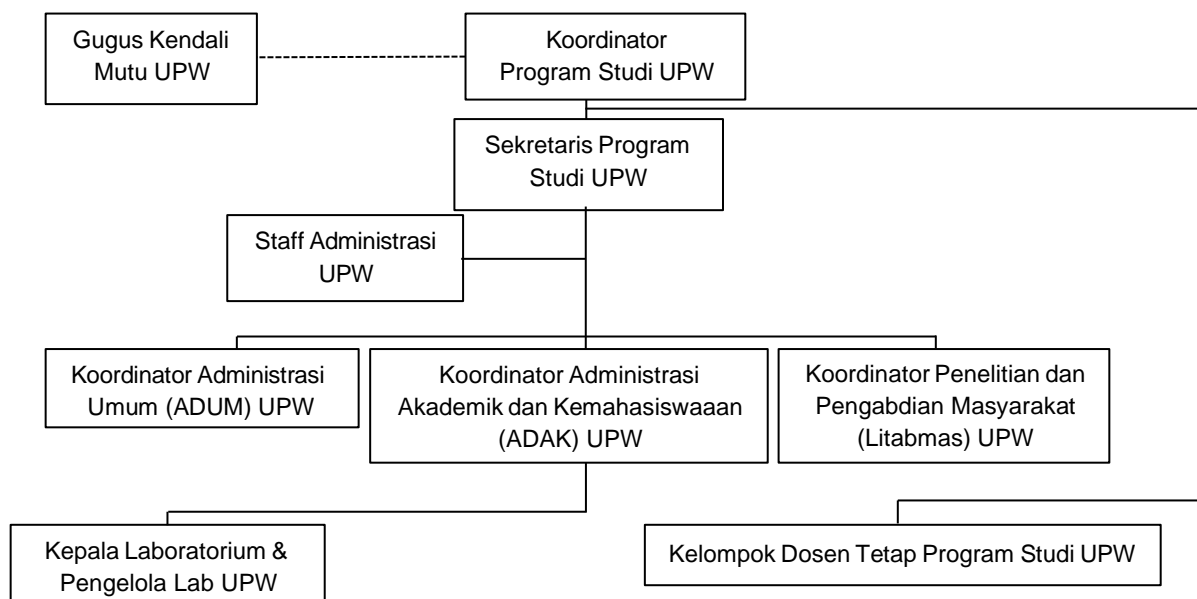 Gugus Kendali
Mutu UPW
Koordinator
Program Studi UPW
Sekretaris Program
Studi UPW
Staff Administrasi
UPW
Koordinator Administrasi
Umum (ADUM) UPW
Koordinator Administrasi
Akademik dan Kemahasiswaaan
(ADAK) UPW
Koordinator Penelitian dan
Pengabdian Masyarakat
(Litabmas) UPW
Kepala Laboratorium &
Pengelola Lab UPW
Kelompok Dosen Tetap Program Studi UPW